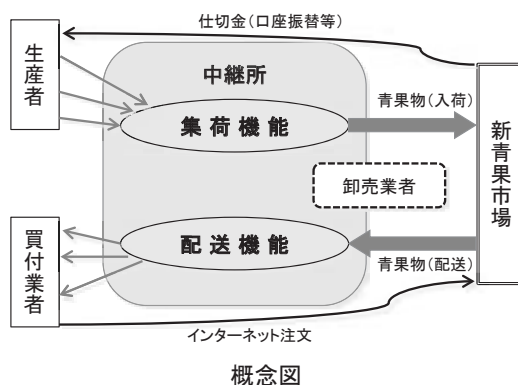 仕切金(口座振替等)
生産者
中継所
集荷機能
青果物(入荷)
新青果市場
卸売業者
買付業者
配送機能
青果物(配送)
インターネット注文
概念図